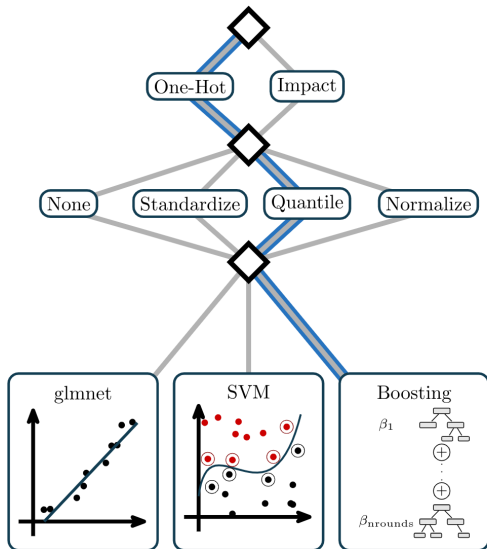 One-Hot Impact
None Standardize Quantile Normalize
glmnet SVM Boosting
β₁
βₙᵣₒᵤₙ𝒹ₛ